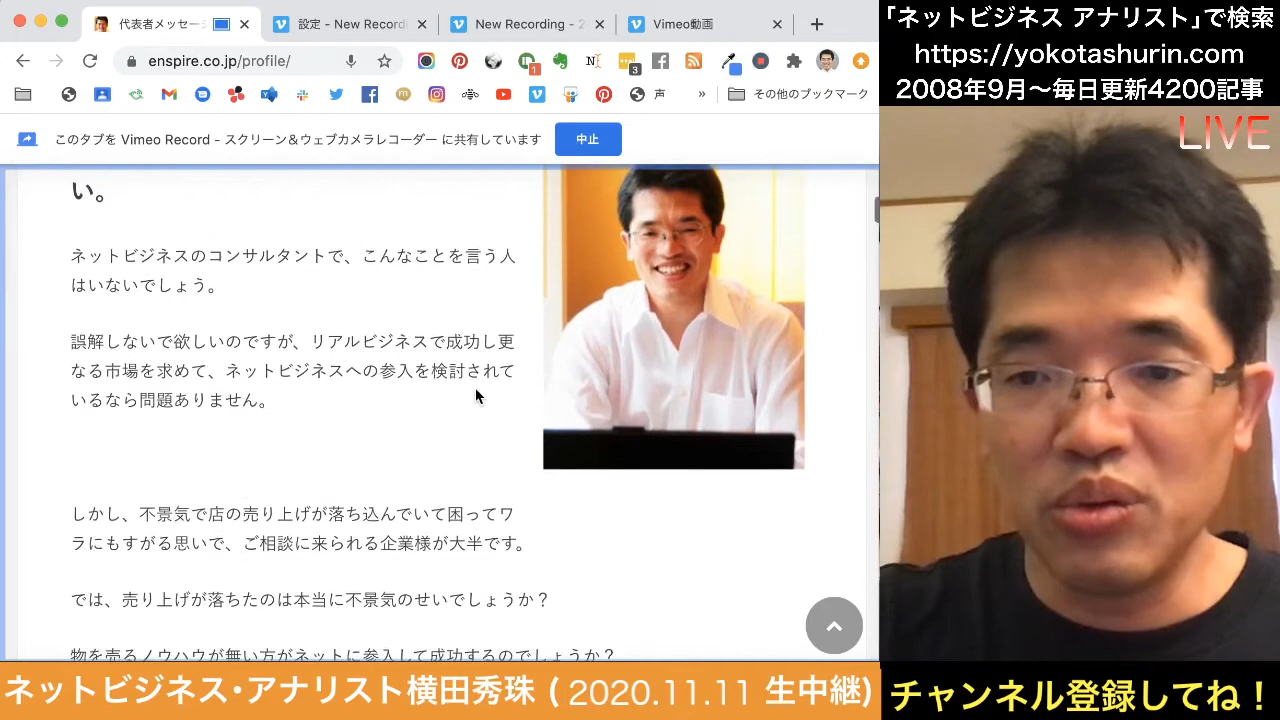 代表者メッセー
設定 - New Recordi
New Recording - 2
Vimeo動画
enspire.co.jp/profile/
1
3
声
»
その他のブックマーク
このタブを Vimeo Record - スクリーン＆ウェブカメラレコーダー に共有しています
中止
い。
ネットビジネスのコンサルタントで、こんなことを言う人
はいないでしょう。
誤解しないで欲しいのですが、リアルビジネスで成功し更
なる市場を求めて、ネットビジネスへの参入を検討されて
いるなら問題ありません。
しかし、不景気で店の売り上げが落ち込んでいて困ってワ
ラにもすがる思いで、ご相談に来られる企業様が大半です。
では、売り上げが落ちたのは本当に不景気のせいでしょうか？
物を売るノウハウが無い方がネットに参入して成功するのでしょうか？
「ネットビジネス アナリスト」で検索
https://yokotashurin.com
2008年9月〜毎日更新4200記事
LIVE
ネットビジネス・アナリスト横田秀珠 ( 2020.11.11 生中継)
チャンネル登録してね！